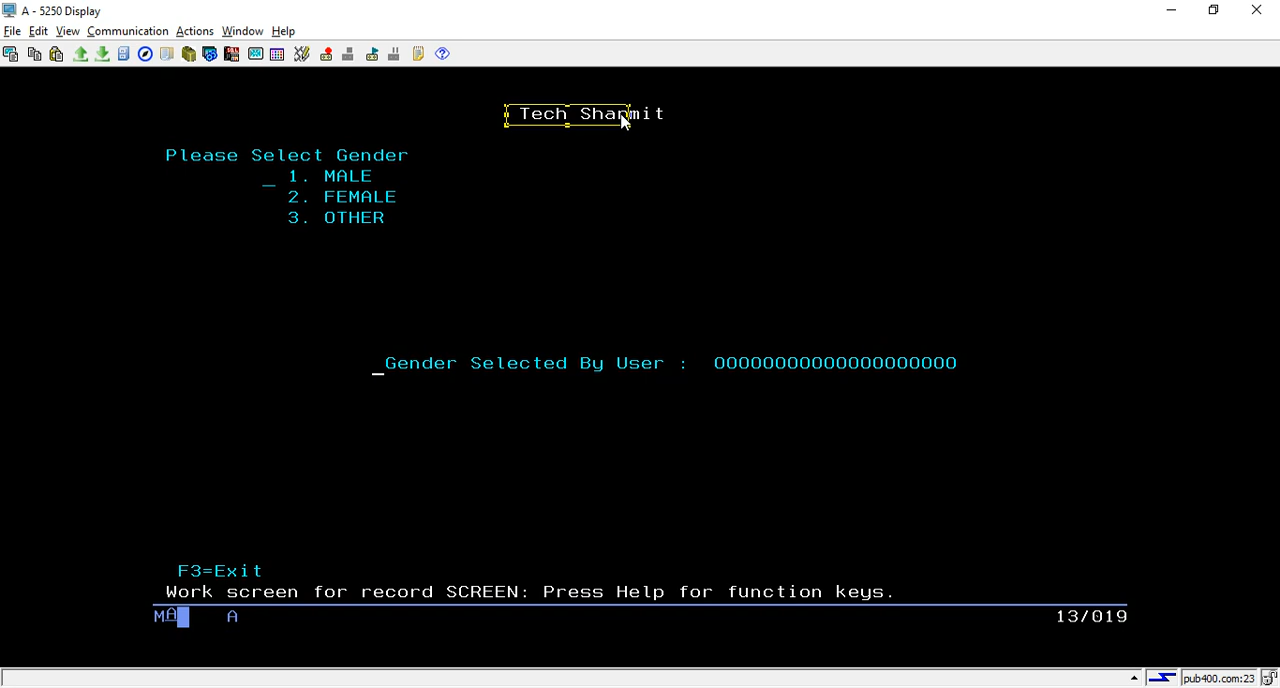 A - 5250 Display
File Edit View Communication Actions Window Help
Tech Shanmit
Please Select Gender
_ 1. MALE
2. FEMALE
3. OTHER
_Gender Selected By User : OOOOOOOOOOOOOOOOOOOO
F3=Exit
Work screen for record SCREEN: Press Help for function keys.
MA A 13/019
pub400.com:23